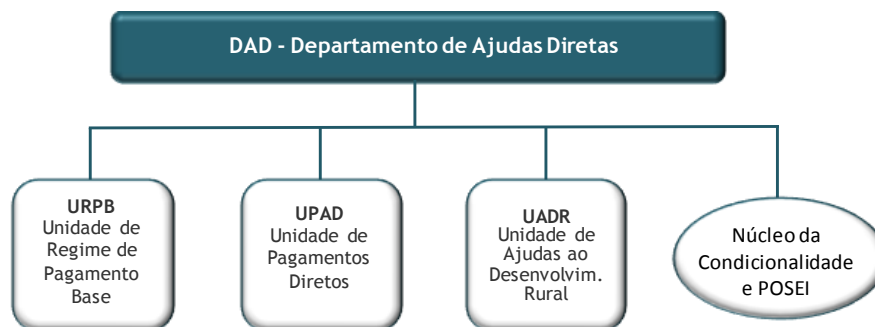 DAD - Departamento de Ajudas Diretas
URPB
Unidade de
Regime de
Pagamento
Base
UPAD
Unidade de
Pagamentos
Diretos
UADR
Unidade de
Ajudas ao
Desenvolvim.
Rural
Núcleo da
Condicionalidade
e POSEI